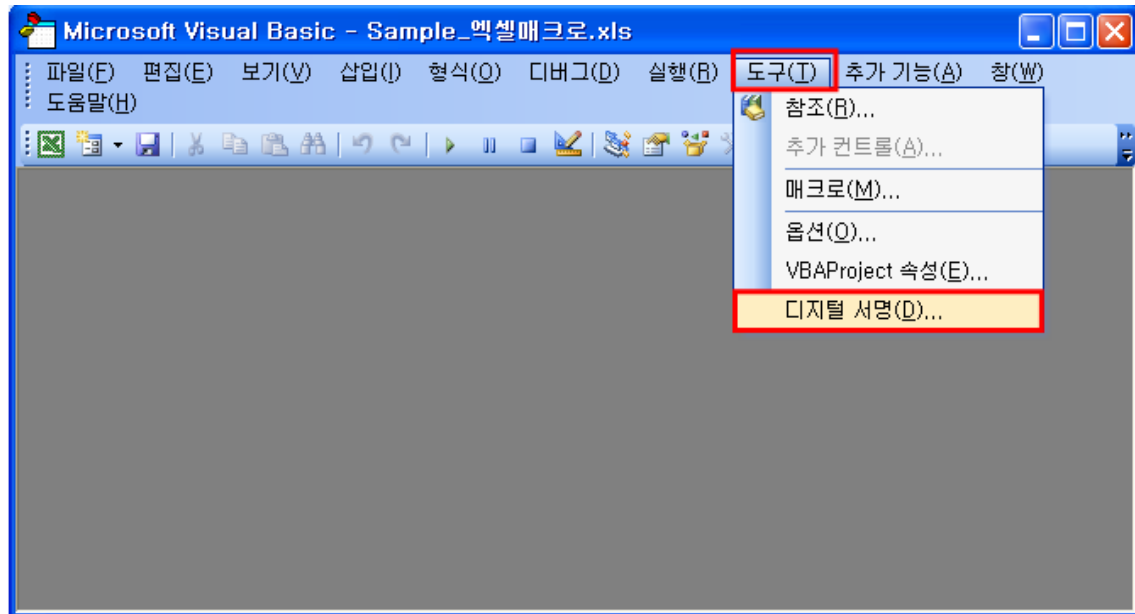 Microsoft Visual Basic - Sample_엑셀매크로.xls
파일(F) 편집(E) 보기(V) 삽입(I) 형식(O) 디버그(D) 실행(R) 도구(T) 추가 기능(A) 창(W)
도움말(H)
참조(R)...
추가 컨트롤(A)...
매크로(M)...
옵션(O)...
VBAProject 속성(E)...
디지털 서명(D)...